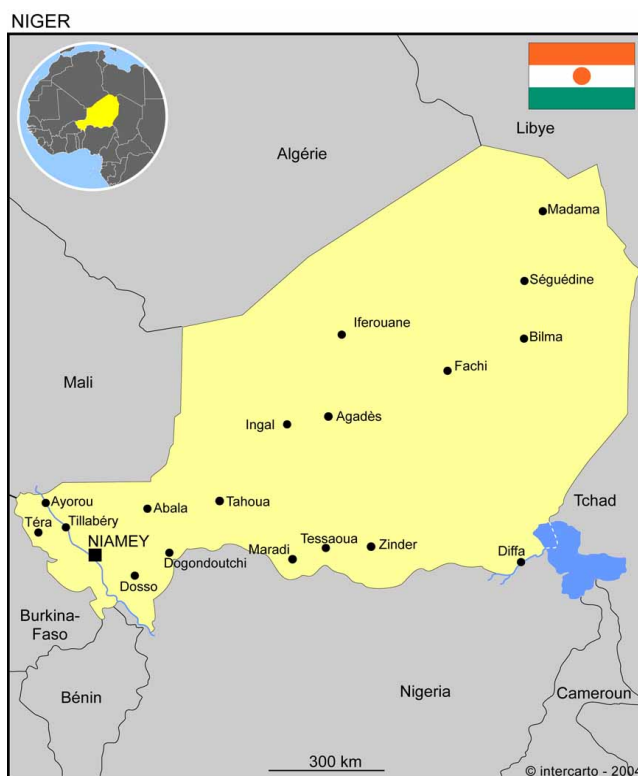 NIGER
Libye
Algérie
Madama
Séguédine
Iferouane
Bilma
Fachi
Mali
Agadès
Ingal
Tchad
Ayorou
Abala
Tahoua
Téra
Tillabéry
NIAMEY
Dogondoutchi
Maradi
Tessaoua
Zinder
Diffa
Dosso
Burkina-
Faso
Bénin
Nigeria
Cameroun
300 km
© intercarto - 2004